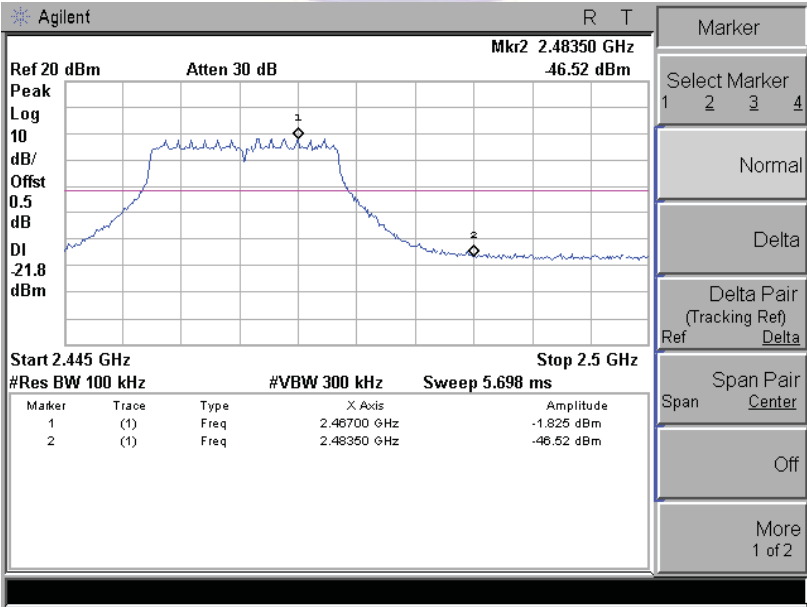 Agilent R T
Mkr2 2.48350 GHz
Ref 20 dBm Atten 30 dB -46.52 dBm
Peak
Log
10
dB/
Offst
0.5
dB
DI
-21.8
dBm
1
2
Start 2.445 GHz Stop 2.5 GHz
#Res BW 100 kHz #VBW 300 kHz Sweep 5.698 ms
Marker Trace Type X Axis Amplitude
1 (1) Freq 2.46700 GHz -1.825 dBm
2 (1) Freq 2.48350 GHz -46.52 dBm
Marker
Select Marker
1 2 3 4
Normal
Delta
Delta Pair
(Tracking Ref)
Ref Delta
Span Pair
Span Center
Off
More
1 of 2